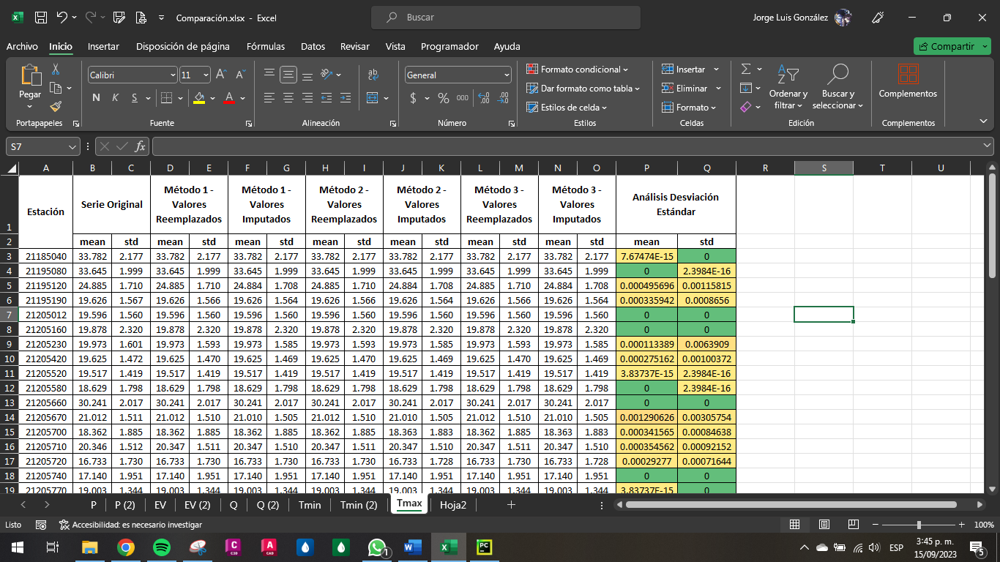 Comparación.xlsx - Excel
Buscar
Jorge Luis González
Archivo Inicio Insertar Disposición de página Fórmulas Datos Revisar Vista Programador Ayuda
Compartir
Pegar
Calibri 11
N K S
ab
General
$ % 000
Formato condicional
Dar formato como tabla
Estilos de celda
Insertar
Eliminar
Formato
Ordenar y filtrar
Buscar y seleccionar
Complementos
Portapapeles Fuente Alineación Número Estilos Celdas Edición Complementos
S7 fx
A B C D E F G H I J K L M N O P Q R S T U
1 Estación Serie Original Método 1 - Valores Reemplazados Método 1 - Valores Imputados Método 2 - Valores Reemplazados Método 2 - Valores Imputados Método 3 - Valores Reemplazados Método 3 - Valores Imputados Análisis Desviación Estándar
2 mean std mean std mean std mean std mean std mean std mean std mean std
3 21185040 33.782 2.177 33.782 2.177 33.782 2.177 33.782 2.177 33.782 2.177 33.782 2.177 33.782 2.177 7.67474E-15 0
4 21195080 33.645 1.999 33.645 1.999 33.645 1.999 33.645 1.999 33.645 1.999 33.645 1.999 33.645 1.999 0 2.3984E-16
5 21195120 24.885 1.710 24.885 1.710 24.884 1.708 24.885 1.710 24.884 1.708 24.885 1.710 24.884 1.708 0.000495696 0.00115815
6 21195190 19.626 1.567 19.626 1.566 19.626 1.564 19.626 1.566 19.626 1.564 19.626 1.566 19.626 1.564 0.000335942 0.0008656
7 21205012 19.596 1.560 19.596 1.560 19.596 1.560 19.596 1.560 19.596 1.560 19.596 1.560 19.596 1.560 0 0
8 21205160 19.878 2.320 19.878 2.320 19.878 2.320 19.878 2.320 19.878 2.320 19.878 2.320 19.878 2.320 0 0
9 21205230 19.973 1.601 19.973 1.593 19.973 1.585 19.973 1.593 19.973 1.585 19.973 1.593 19.973 1.585 0.000113389 0.0063909
10 21205420 19.625 1.472 19.625 1.470 19.625 1.469 19.625 1.470 19.625 1.469 19.625 1.470 19.625 1.469 0.000275162 0.00100372
11 21205520 19.517 1.419 19.517 1.419 19.517 1.419 19.517 1.419 19.517 1.419 19.517 1.419 19.517 1.419 3.83737E-15 2.3984E-16
12 21205580 18.629 1.798 18.629 1.798 18.629 1.798 18.629 1.798 18.629 1.798 18.629 1.798 18.629 1.798 0 2.3984E-16
13 21205660 30.241 2.017 30.241 2.017 30.241 2.017 30.241 2.017 30.241 2.017 30.241 2.017 30.241 2.017 0 0
14 21205670 21.012 1.511 21.012 1.510 21.010 1.505 21.012 1.510 21.010 1.505 21.012 1.510 21.010 1.505 0.001290626 0.00305754
15 21205700 18.362 1.885 18.362 1.885 18.362 1.885 18.362 1.885 18.363 1.883 18.362 1.885 18.363 1.883 0.000341565 0.00084638
16 21205710 20.346 1.512 20.347 1.511 20.347 1.510 20.347 1.511 20.347 1.510 20.347 1.511 20.347 1.510 0.000354562 0.00092152
17 21205720 16.733 1.730 16.733 1.730 16.733 1.730 16.733 1.730 16.733 1.728 16.733 1.730 16.733 1.728 0.00029277 0.00071644
18 21205740 17.140 1.951 17.140 1.951 17.140 1.951 17.140 1.951 17.140 1.951 17.140 1.951 17.140 1.951 0 0
19 21205770 19.003 1.344 19.003 1.344 19.003 1.344 19.003 1.344 19.003 1.344 19.003 1.344 19.003 1.344 3.83737E-15 0
P P (2) EV EV (2) Q Q (2) Tmin Tmin (2) Tmax Hoja2
Listo Accesibilidad: es necesario investigar 100%
ESP 3:45 p. m.
15/09/2023 5